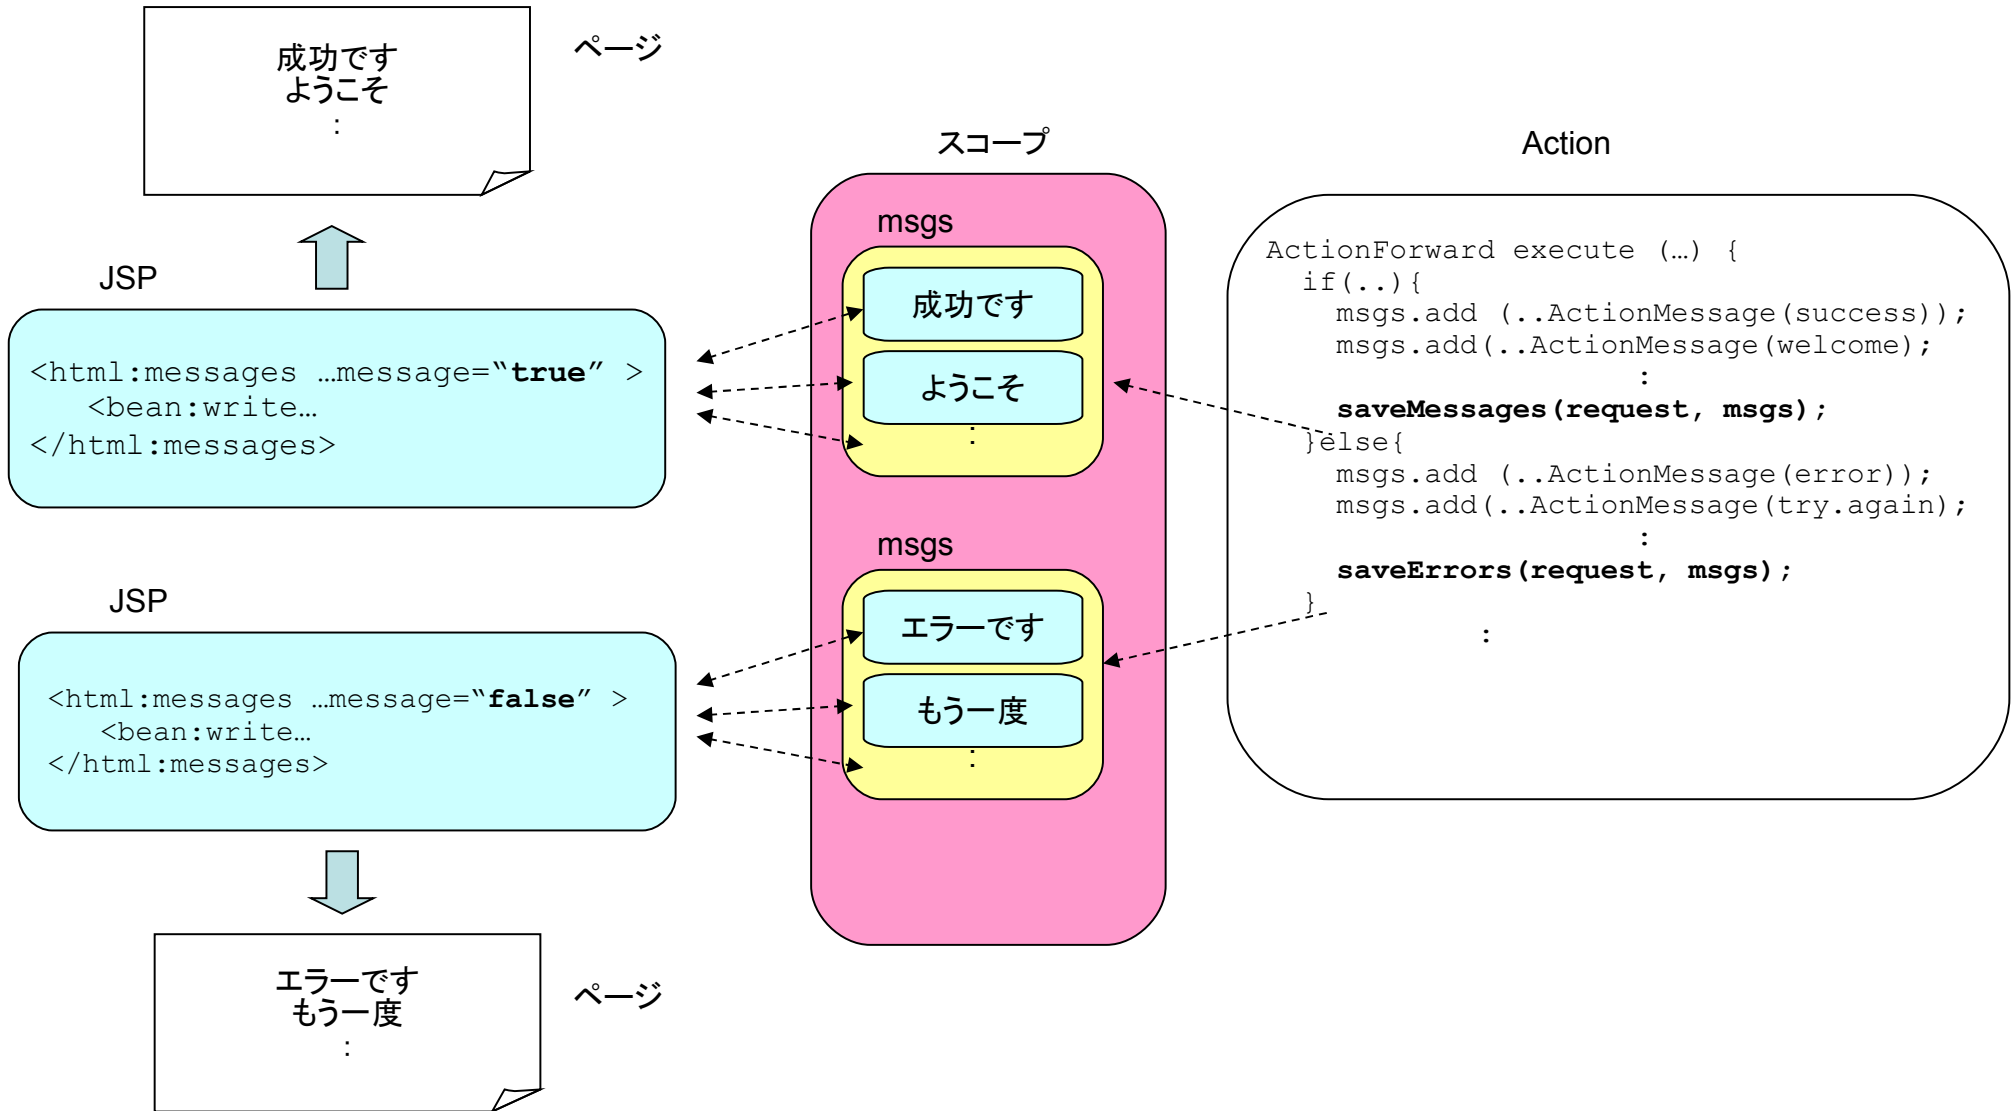 成功です
ようこそ
:
ページ
JSP
<html:messages …message=“true” >
<bean:write…
</html:messages>
JSP
<html:messages …message=“false” >
<bean:write…
</html:messages>
エラーです
もう一度
:
ページ
スコープ
msgs
成功です
ようこそ
:
msgs
エラーです
もう一度
:
Action
ActionForward execute (…) {
if(..){
msgs.add (..ActionMessage(success));
msgs.add(..ActionMessage(welcome);
:
saveMessages(request, msgs);
}else{
msgs.add (..ActionMessage(error));
msgs.add(..ActionMessage(try.again);
:
saveErrors(request, msgs);
}
: